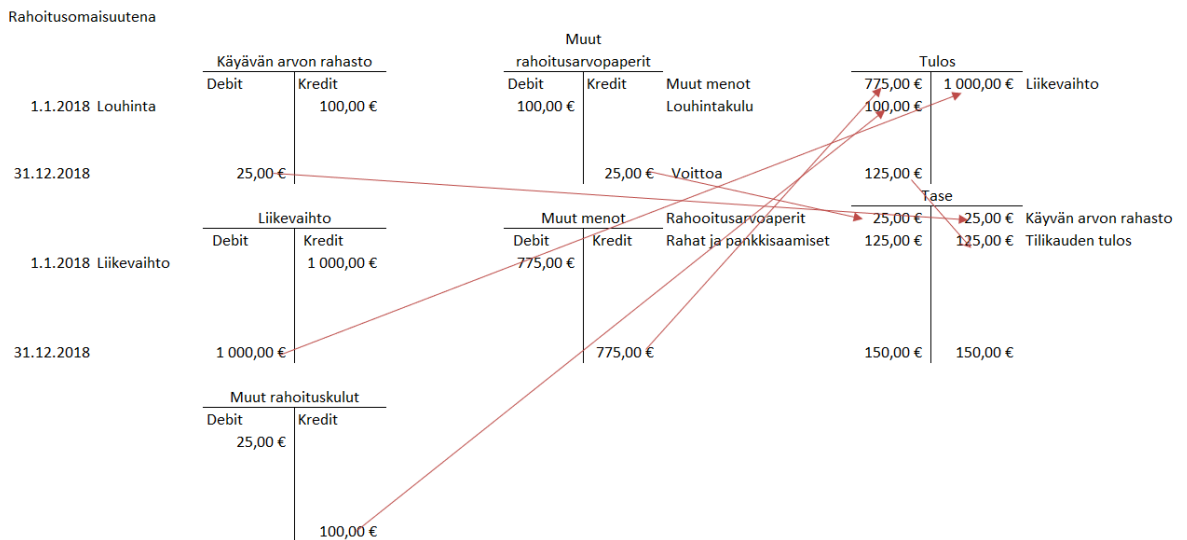 Rahoitusomaisuutena
Muut
Käyävän arvon rahasto rahoitusarvopaperit Tulos
Debit Kredit Debit Kredit Muut menot 775,00 € 1 000,00 € Liikevaihto
1.1.2018 Louhinta 100,00 € 100,00 € Louhintakulu 100,00 €
31.12.2018 25,00 € 25,00 € Voittoa 125,00 €
Tase
Liikevaihto Muut menot Rahooitusarvoaperit 25,00 € 25,00 € Käyvän arvon rahasto
Debit Kredit Debit Kredit Rahat ja pankkisaamiset 125,00 € 125,00 € Tilikauden tulos
1.1.2018 Liikevaihto 1 000,00 € 775,00 €
31.12.2018 1 000,00 € 775,00 € 150,00 € 150,00 €
Muut rahoituskulut
Debit Kredit
25,00 €
100,00 €